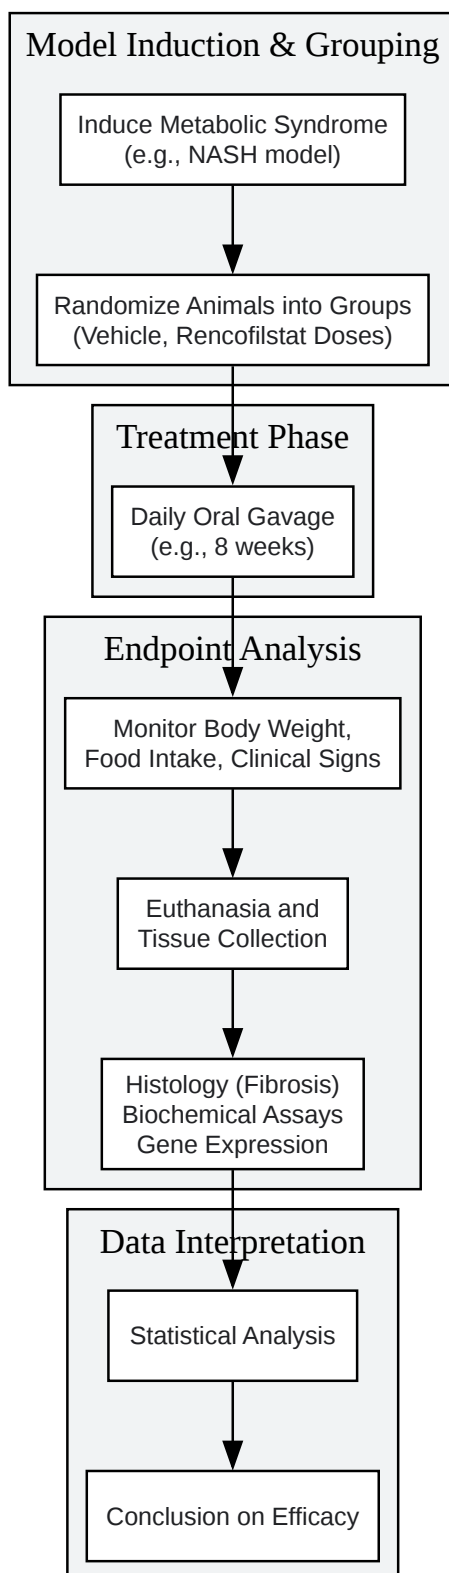 Model Induction & Grouping
Induce Metabolic Syndrome
(e.g., NASH model)
Randomize Animals into Groups
(Vehicle, Rencofilstat Doses)
Treatment Phase
Daily Oral Gavage
(e.g., 8 weeks)
Endpoint Analysis
Monitor Body Weight,
Food Intake, Clinical Signs
Euthanasia and
Tissue Collection
Histology (Fibrosis)
Biochemical Assays
Gene Expression
Data Interpretation
Statistical Analysis
Conclusion on Efficacy